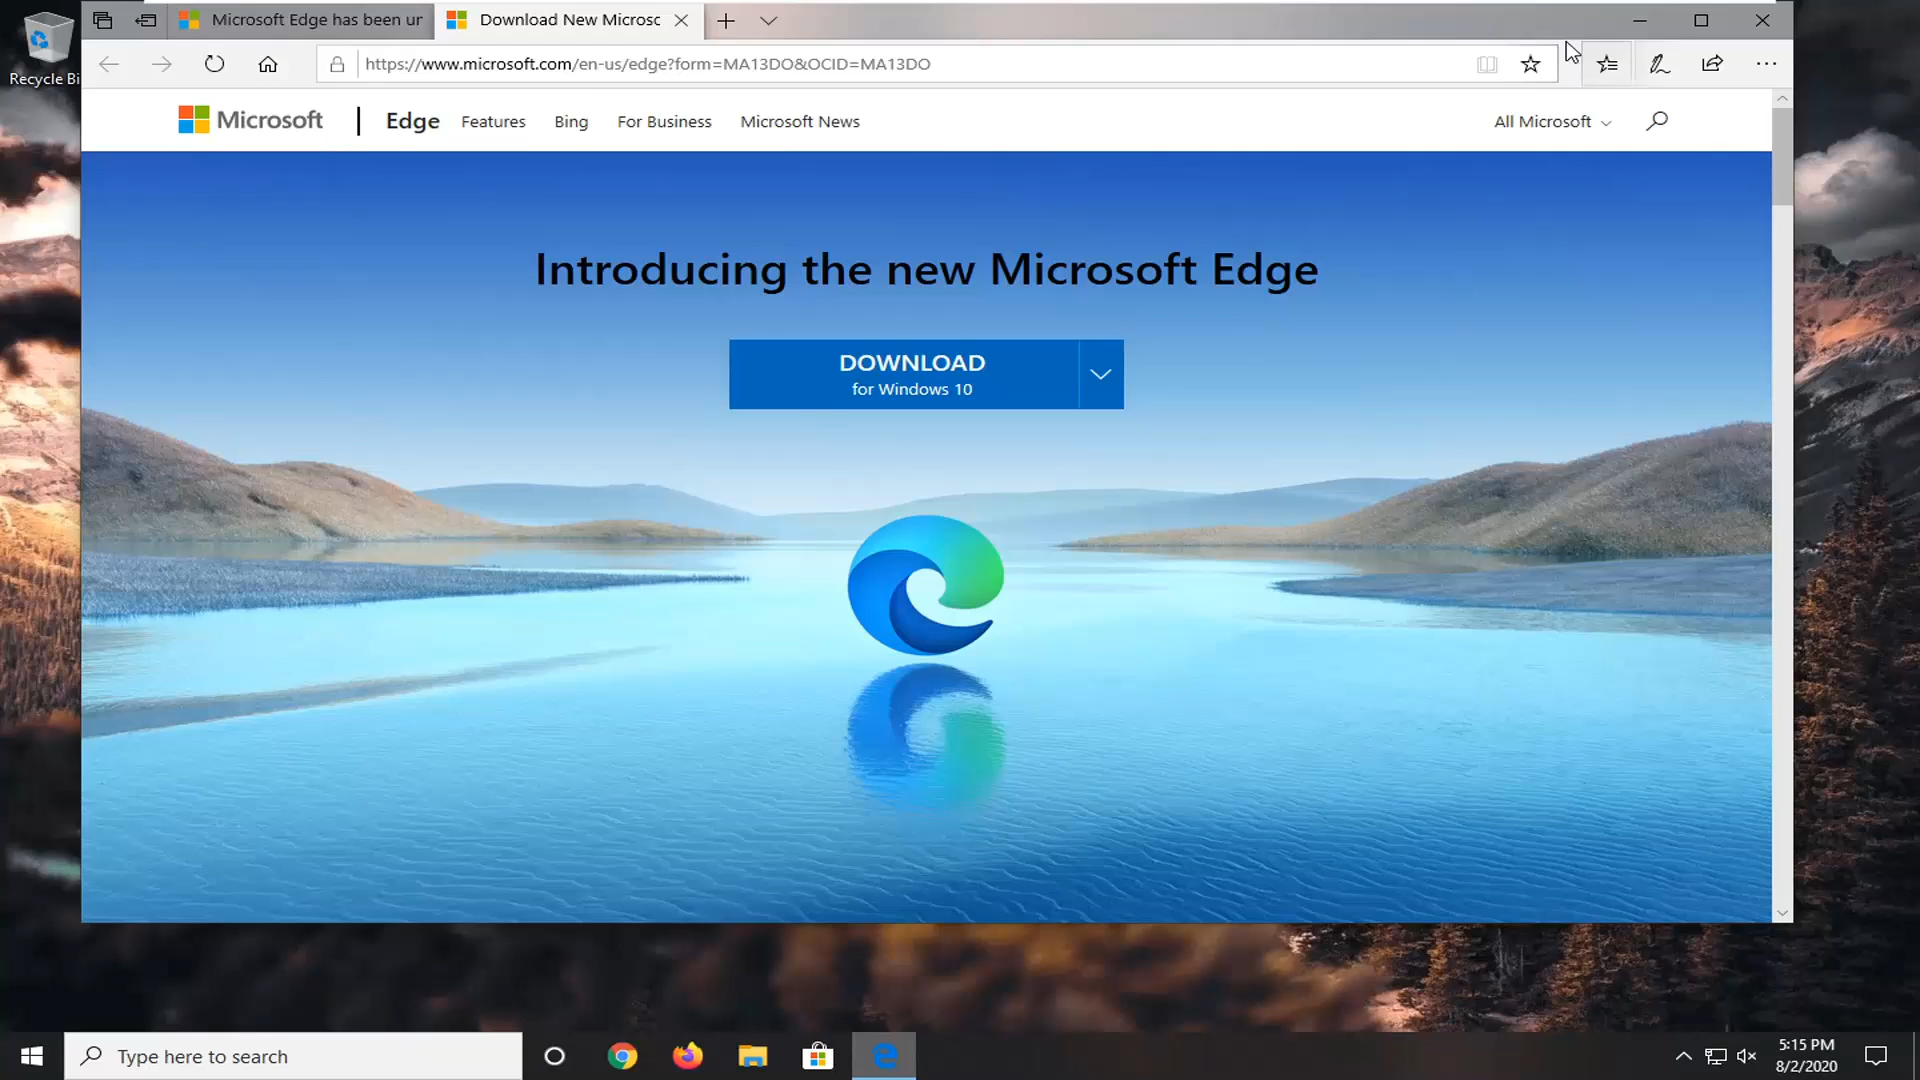 Recycle Bi
Microsoft Edge has been ur
Download New Microsc
https://www.microsoft.com/en-us/edge?form=MA13DO&OCID=MA13DO
Microsoft
Edge
Features
Bing
For Business
Microsoft News
All Microsoft
Introducing the new Microsoft Edge
DOWNLOAD
for Windows 10
Type here to search
5:15 PM
8/2/2020